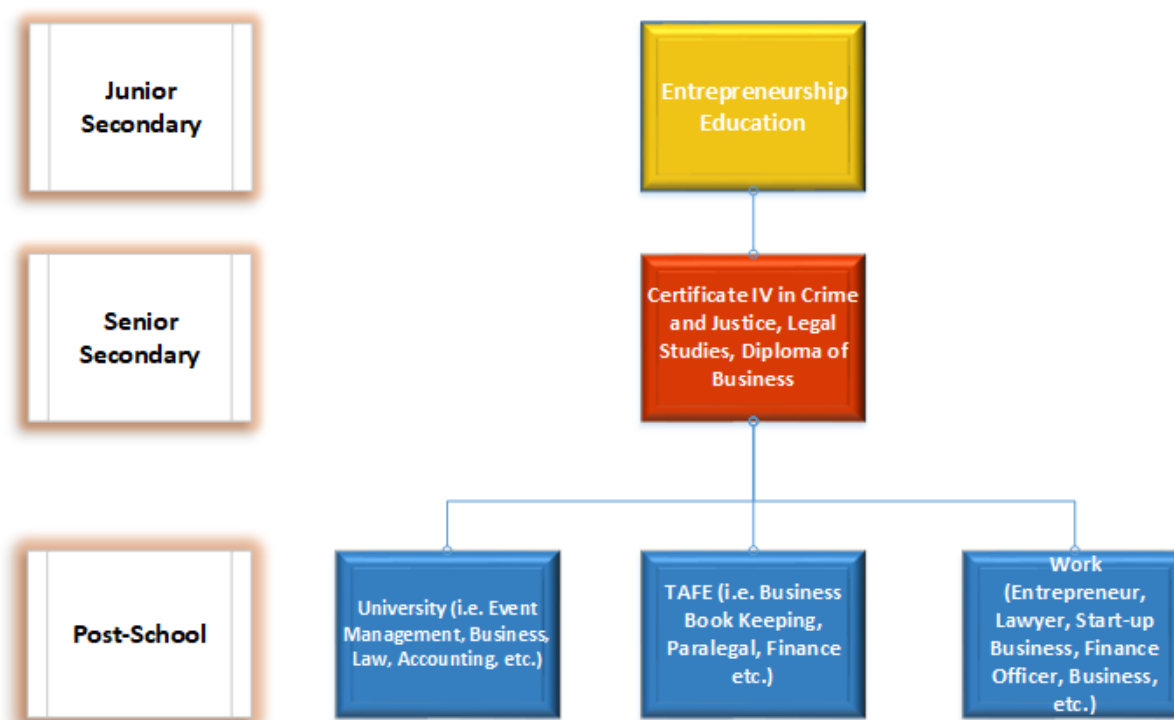 Junior
Secondary
Entrepreneurship
Education
Senior
Secondary
Certificate IV in Crime
and Justice, Legal
Studies, Diploma of
Business
Post-School
University (i.e. Event
Management, Business,
Law, Accounting, etc.)
TAFE (i.e. Business
Book Keeping,
Paralegal, Finance
etc.)
Work
(Entrepreneur,
Lawyer, Start-up
Business, Finance
Officer, Business,
etc.)